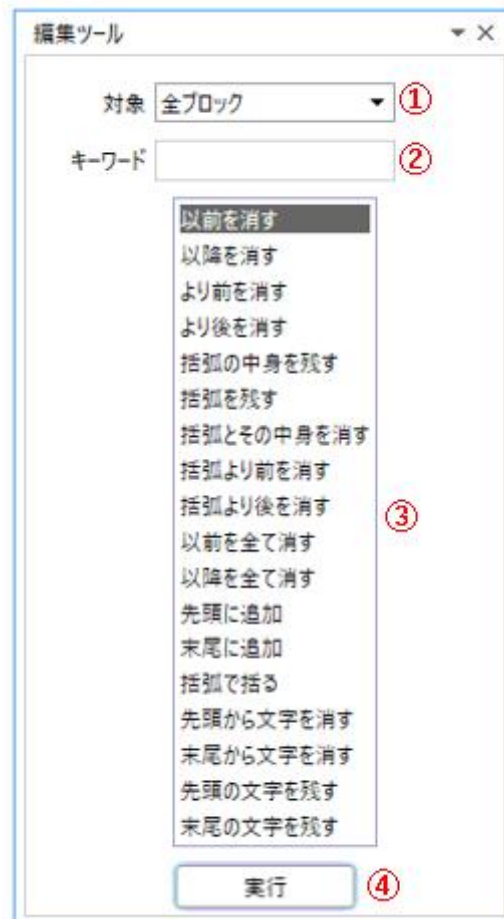 編集ツール
対象 全ブロック ①
キーワード ②
以前を消す
以降を消す
より前を消す
より後を消す
括弧の中身を残す
括弧を残す
括弧とその中身を消す
括弧より前を消す
括弧より後を消す
③
以前を全て消す
以降を全て消す
先頭に追加
末尾に追加
括弧で括る
先頭から文字を消す
末尾から文字を消す
先頭の文字を残す
末尾の文字を残す
実行 ④